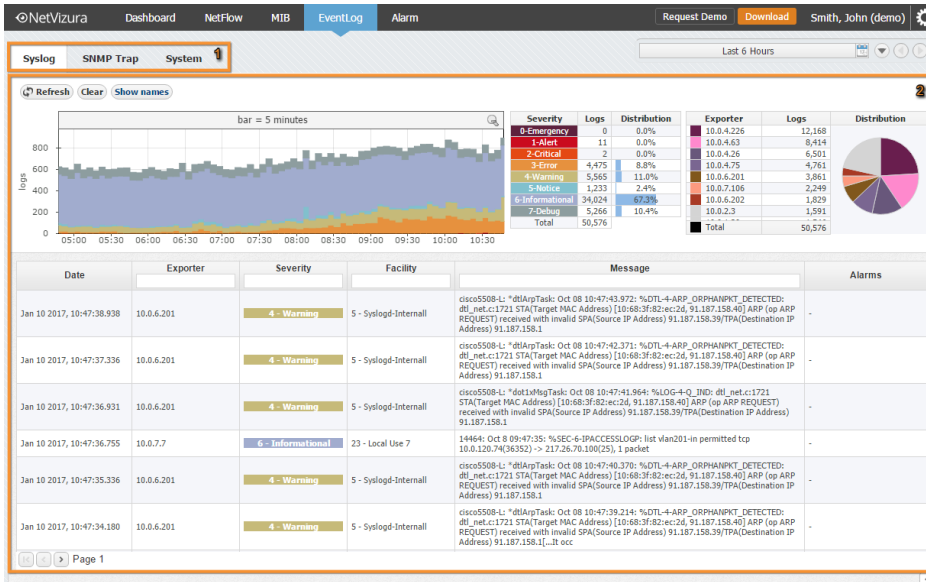 NetVizura Dashboard NetFlow MIB EventLog Alarm Request Demo Download Smith, John (demo)
Syslog SNMP Trap System 1
Last 6 Hours
Refresh Clear Show names 2
bar = 5 minutes
logs
800
600
400
200
0
05:00 05:30 06:00 06:30 07:00 07:30 08:00 08:30 09:00 09:30 10:00 10:30
Severity Logs Distribution
0-Emergency 0 0.0%
1-Alert 11 0.0%
2-Critical 2 0.0%
3-Error 4,475 8.8%
4-Warning 5,565 11.0%
5-Notice 1,233 2.4%
6-Informational 34,024 67.3%
7-Debug 5,266 10.4%
Total 50,576
Exporter Logs Distribution
10.0.4.226 12,168
10.0.4.63 8,414
10.0.4.26 6,501
10.0.4.75 4,761
10.0.6.201 3,861
10.0.7.106 2,249
10.0.6.202 1,829
10.0.2.3 1,591
Total 50,576
Date Exporter Severity Facility Message Alarms
Jan 10 2017, 10:47:38.938 10.0.6.201 4 - Warning 5 - Syslogd-Internall
cisco5508-L: *dtlArpTask: Oct 08 10:47:43.972: %DTL-4-ARP_ORPHANPKT_DETECTED:
dtl_net.c:1721 STA(Target MAC Address) [10:68:3f:82:ec:2d, 91.187.158.40] ARP (op ARP
REQUEST) received with invalid SPA(Source IP Address) 91.187.158.39/TPA(Destination IP
Address) 91.187.158.1
-
Jan 10 2017, 10:47:37.336 10.0.6.201 4 - Warning 5 - Syslogd-Internall
cisco5508-L: *dtlArpTask: Oct 08 10:47:42.371: %DTL-4-ARP_ORPHANPKT_DETECTED:
dtl_net.c:1721 STA(Target MAC Address) [10:68:3f:82:ec:2d, 91.187.158.40] ARP (op ARP
REQUEST) received with invalid SPA(Source IP Address) 91.187.158.39/TPA(Destination IP
Address) 91.187.158.1
-
Jan 10 2017, 10:47:36.931 10.0.6.201 4 - Warning 5 - Syslogd-Internall
cisco5508-L: *dot1xMsgTask: Oct 08 10:47:41.964: %LOG-4-Q_IND: dtl_net.c:1721
STA(Target MAC Address) [10:68:3f:82:ec:2d, 91.187.158.40] ARP (op ARP REQUEST)
received with invalid SPA(Source IP Address) 91.187.158.39/TPA(Destination IP Address)
91.187.158.1
-
Jan 10 2017, 10:47:36.755 10.0.7.7 6 - Informational 23 - Local Use 7
14464: Oct 8 09:47:35: %SEC-6-IPACCESSLOGP: list vlan201-in permitted tcp
10.0.120.74(36352) -> 217.26.70.100(25), 1 packet
-
Jan 10 2017, 10:47:35.336 10.0.6.201 4 - Warning 5 - Syslogd-Internall
cisco5508-L: *dtlArpTask: Oct 08 10:47:40.370: %DTL-4-ARP_ORPHANPKT_DETECTED:
dtl_net.c:1721 STA(Target MAC Address) [10:68:3f:82:ec:2d, 91.187.158.40] ARP (op ARP
REQUEST) received with invalid SPA(Source IP Address) 91.187.158.39/TPA(Destination IP
Address) 91.187.158.1
-
Jan 10 2017, 10:47:34.180 10.0.6.201 4 - Warning 5 - Syslogd-Internall
cisco5508-L: *dtlArpTask: Oct 08 10:47:39.214: %DTL-4-ARP_ORPHANPKT_DETECTED:
dtl_net.c:1721 STA(Target MAC Address) [10:68:3f:82:ec:2d, 91.187.158.40] ARP (op ARP
REQUEST) received with invalid SPA(Source IP Address) 91.187.158.39/TPA(Destination IP
Address) 91.187.158.1[...It occ
-
Page 1